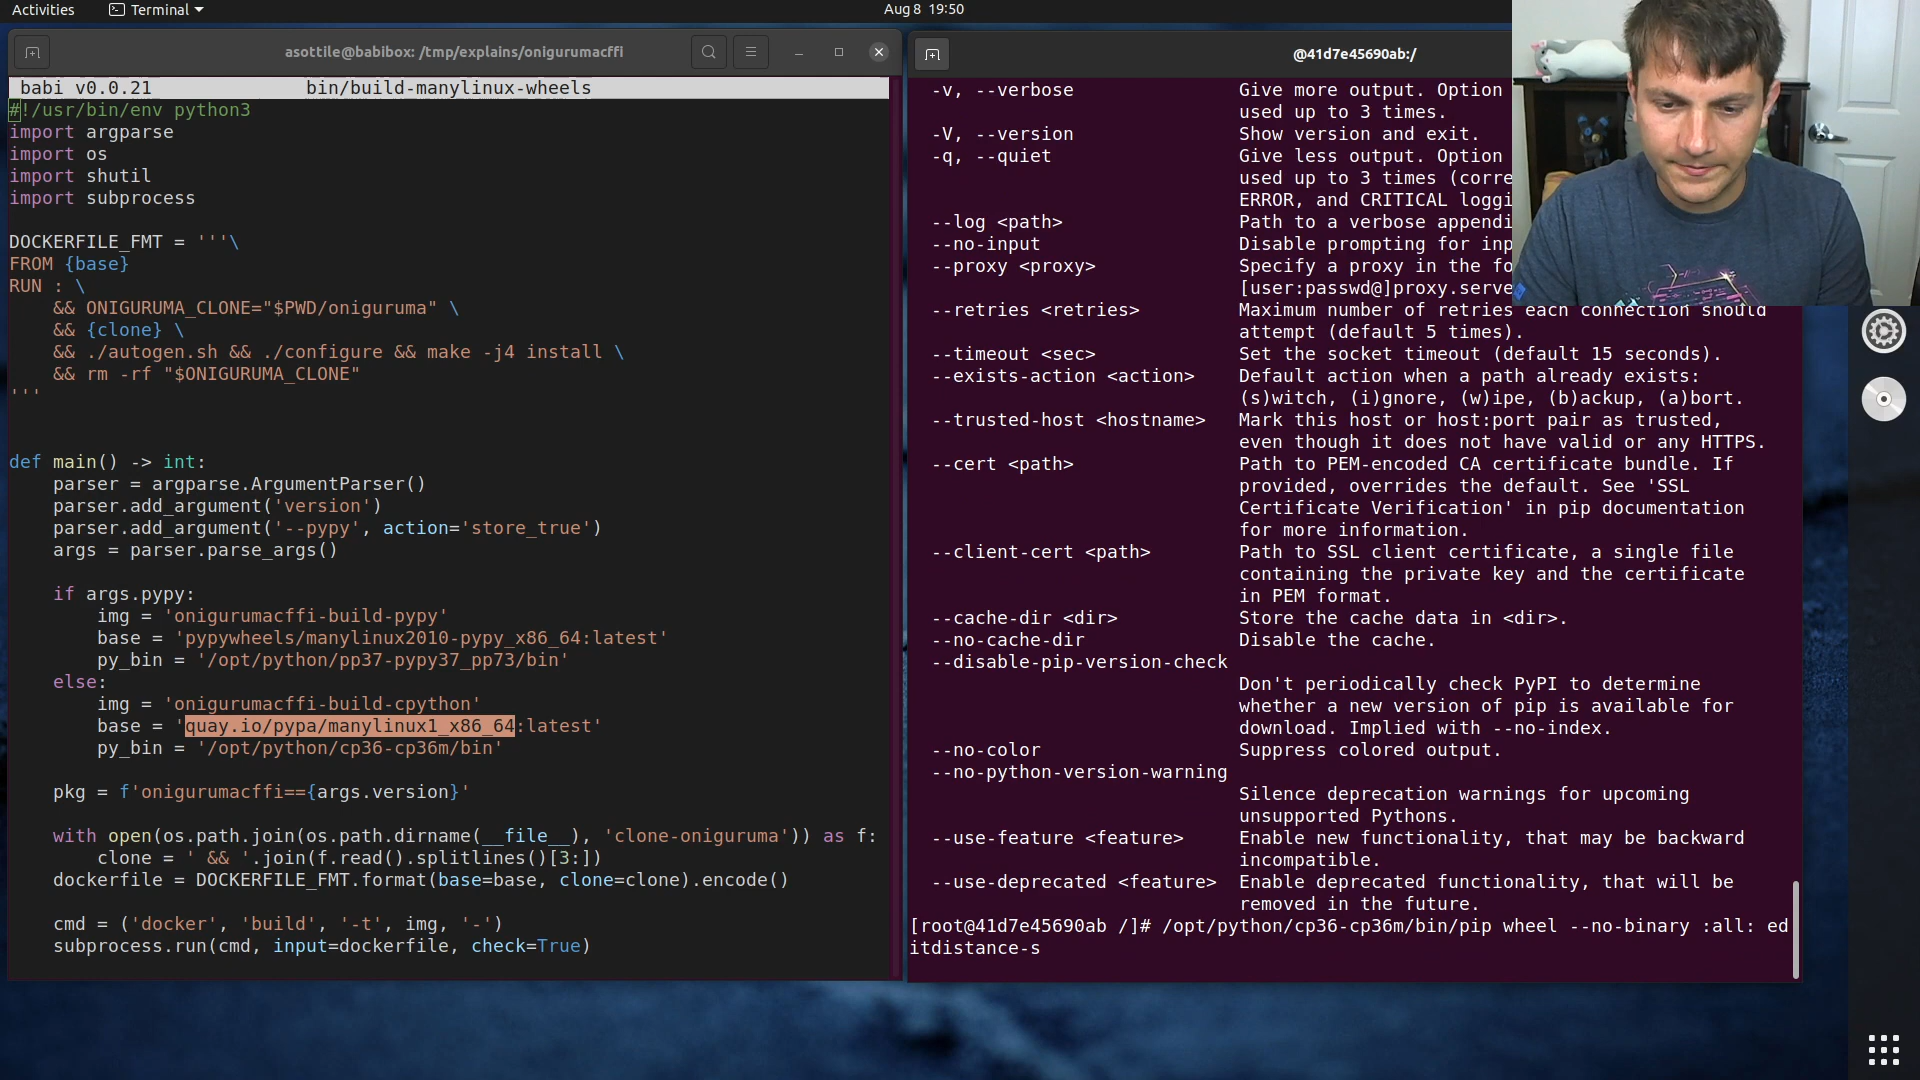 Activities
Terminal
Aug 8 19:50
asottile@babibox: /tmp/explains/onigurumacffi
babi v0.0.21 bin/build-manylinux-wheels
#!/usr/bin/env python3
import argparse
import os
import shutil
import subprocess
DOCKERFILE_FMT = '''\
FROM {base}
RUN : \
    && ONIGURUMA_CLONE="$PWD/oniguruma" \
    && {clone} \
    && ./autogen.sh && ./configure && make -j4 install \
    && rm -rf "$ONIGURUMA_CLONE"
'''
def main() -> int:
    parser = argparse.ArgumentParser()
    parser.add_argument('version')
    parser.add_argument('--pypy', action='store_true')
    args = parser.parse_args()
    if args.pypy:
        img = 'onigurumacffi-build-pypy'
        base = 'pypywheels/manylinux2010-pypy_x86_64:latest'
        py_bin = '/opt/python/pp37-pypy37_pp73/bin'
    else:
        img = 'onigurumacffi-build-cpython'
        base = 'quay.io/pypa/manylinux1_x86_64:latest'
        py_bin = '/opt/python/cp36-cp36m/bin'
    pkg = f'onigurumacffi=={args.version}'
    with open(os.path.join(os.path.dirname(__file__), 'clone-oniguruma')) as f:
        clone = ' && '.join(f.read().splitlines()[3:])
    dockerfile = DOCKERFILE_FMT.format(base=base, clone=clone).encode()
    cmd = ('docker', 'build', '-t', img, '-')
    subprocess.run(cmd, input=dockerfile, check=True)
@41d7e45690ab:/
-v, --verbose Give more output. Option
used up to 3 times.
-V, --version Show version and exit.
-q, --quiet Give less output. Option
used up to 3 times (corre
ERROR, and CRITICAL loggi
--log <path> Path to a verbose appendi
--no-input Disable prompting for inp
--proxy <proxy> Specify a proxy in the fo
[user:passwd@]proxy.serve
--retries <retries> Maximum number of retries each connection should
attempt (default 5 times).
--timeout <sec> Set the socket timeout (default 15 seconds).
--exists-action <action> Default action when a path already exists:
(s)witch, (i)gnore, (w)ipe, (b)ackup, (a)bort.
--trusted-host <hostname> Mark this host or host:port pair as trusted,
even though it does not have valid or any HTTPS.
--cert <path> Path to PEM-encoded CA certificate bundle. If
provided, overrides the default. See 'SSL
Certificate Verification' in pip documentation
for more information.
--client-cert <path> Path to SSL client certificate, a single file
containing the private key and the certificate
in PEM format.
--cache-dir <dir> Store the cache data in <dir>.
--no-cache-dir Disable the cache.
--disable-pip-version-check
Don't periodically check PyPI to determine
whether a new version of pip is available for
download. Implied with --no-index.
--no-color Suppress colored output.
--no-python-version-warning
Silence deprecation warnings for upcoming
unsupported Pythons.
--use-feature <feature> Enable new functionality, that may be backward
incompatible.
--use-deprecated <feature> Enable deprecated functionality, that will be
removed in the future.
[root@41d7e45690ab /]# /opt/python/cp36-cp36m/bin/pip wheel --no-binary :all: ed
itdistance-s